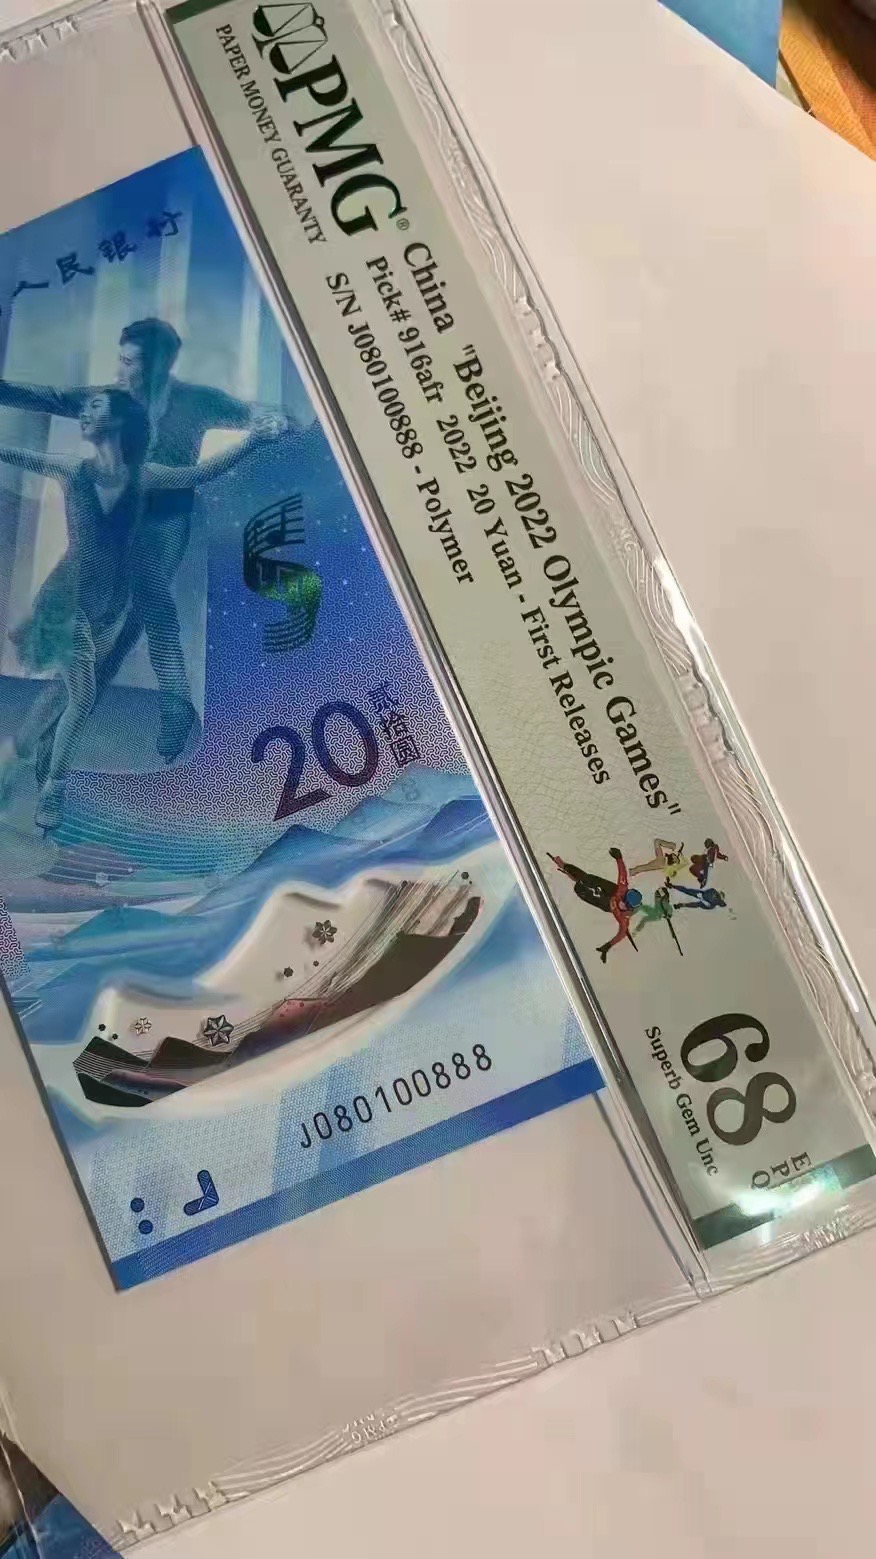 PMG®
PAPER MONEY GUARANTY
China "Beijing 2022 Olympic Games"
Pick# 916afr 2022 20 Yuan - First Releases
S/N J080100888 - Polymer
68
EPQ
Superb Gem Unc
人民银行
20
贰拾圆
J080100888